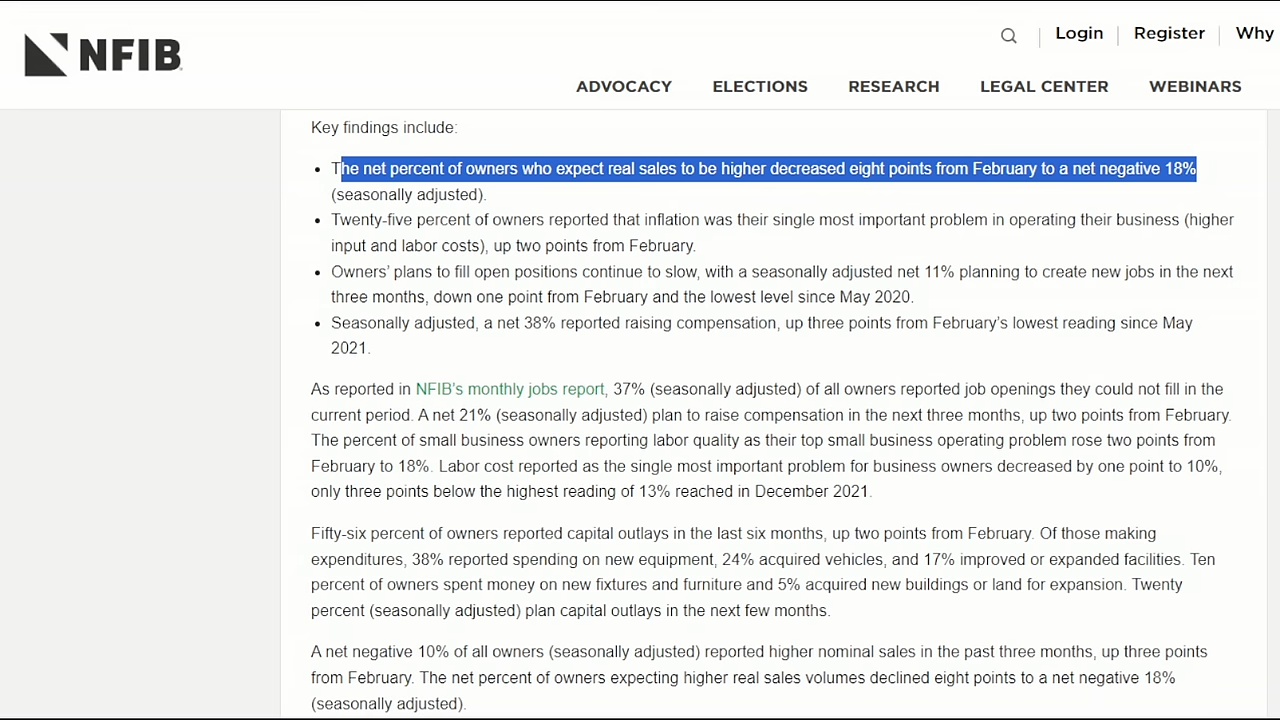 NFIB
Login
Register
Why
ADVOCACY
ELECTIONS
RESEARCH
LEGAL CENTER
WEBINARS
Key findings include:
• The net percent of owners who expect real sales to be higher decreased eight points from February to a net negative 18%
(seasonally adjusted).
• Twenty-five percent of owners reported that inflation was their single most important problem in operating their business (higher
input and labor costs), up two points from February.
• Owners’ plans to fill open positions continue to slow, with a seasonally adjusted net 11% planning to create new jobs in the next
three months, down one point from February and the lowest level since May 2020.
• Seasonally adjusted, a net 38% reported raising compensation, up three points from February’s lowest reading since May
2021.
As reported in NFIB’s monthly jobs report, 37% (seasonally adjusted) of all owners reported job openings they could not fill in the
current period. A net 21% (seasonally adjusted) plan to raise compensation in the next three months, up two points from February.
The percent of small business owners reporting labor quality as their top small business operating problem rose two points from
February to 18%. Labor cost reported as the single most important problem for business owners decreased by one point to 10%,
only three points below the highest reading of 13% reached in December 2021.
Fifty-six percent of owners reported capital outlays in the last six months, up two points from February. Of those making
expenditures, 38% reported spending on new equipment, 24% acquired vehicles, and 17% improved or expanded facilities. Ten
percent of owners spent money on new fixtures and furniture and 5% acquired new buildings or land for expansion. Twenty
percent (seasonally adjusted) plan capital outlays in the next few months.
A net negative 10% of all owners (seasonally adjusted) reported higher nominal sales in the past three months, up three points
from February. The net percent of owners expecting higher real sales volumes declined eight points to a net negative 18%
(seasonally adjusted).